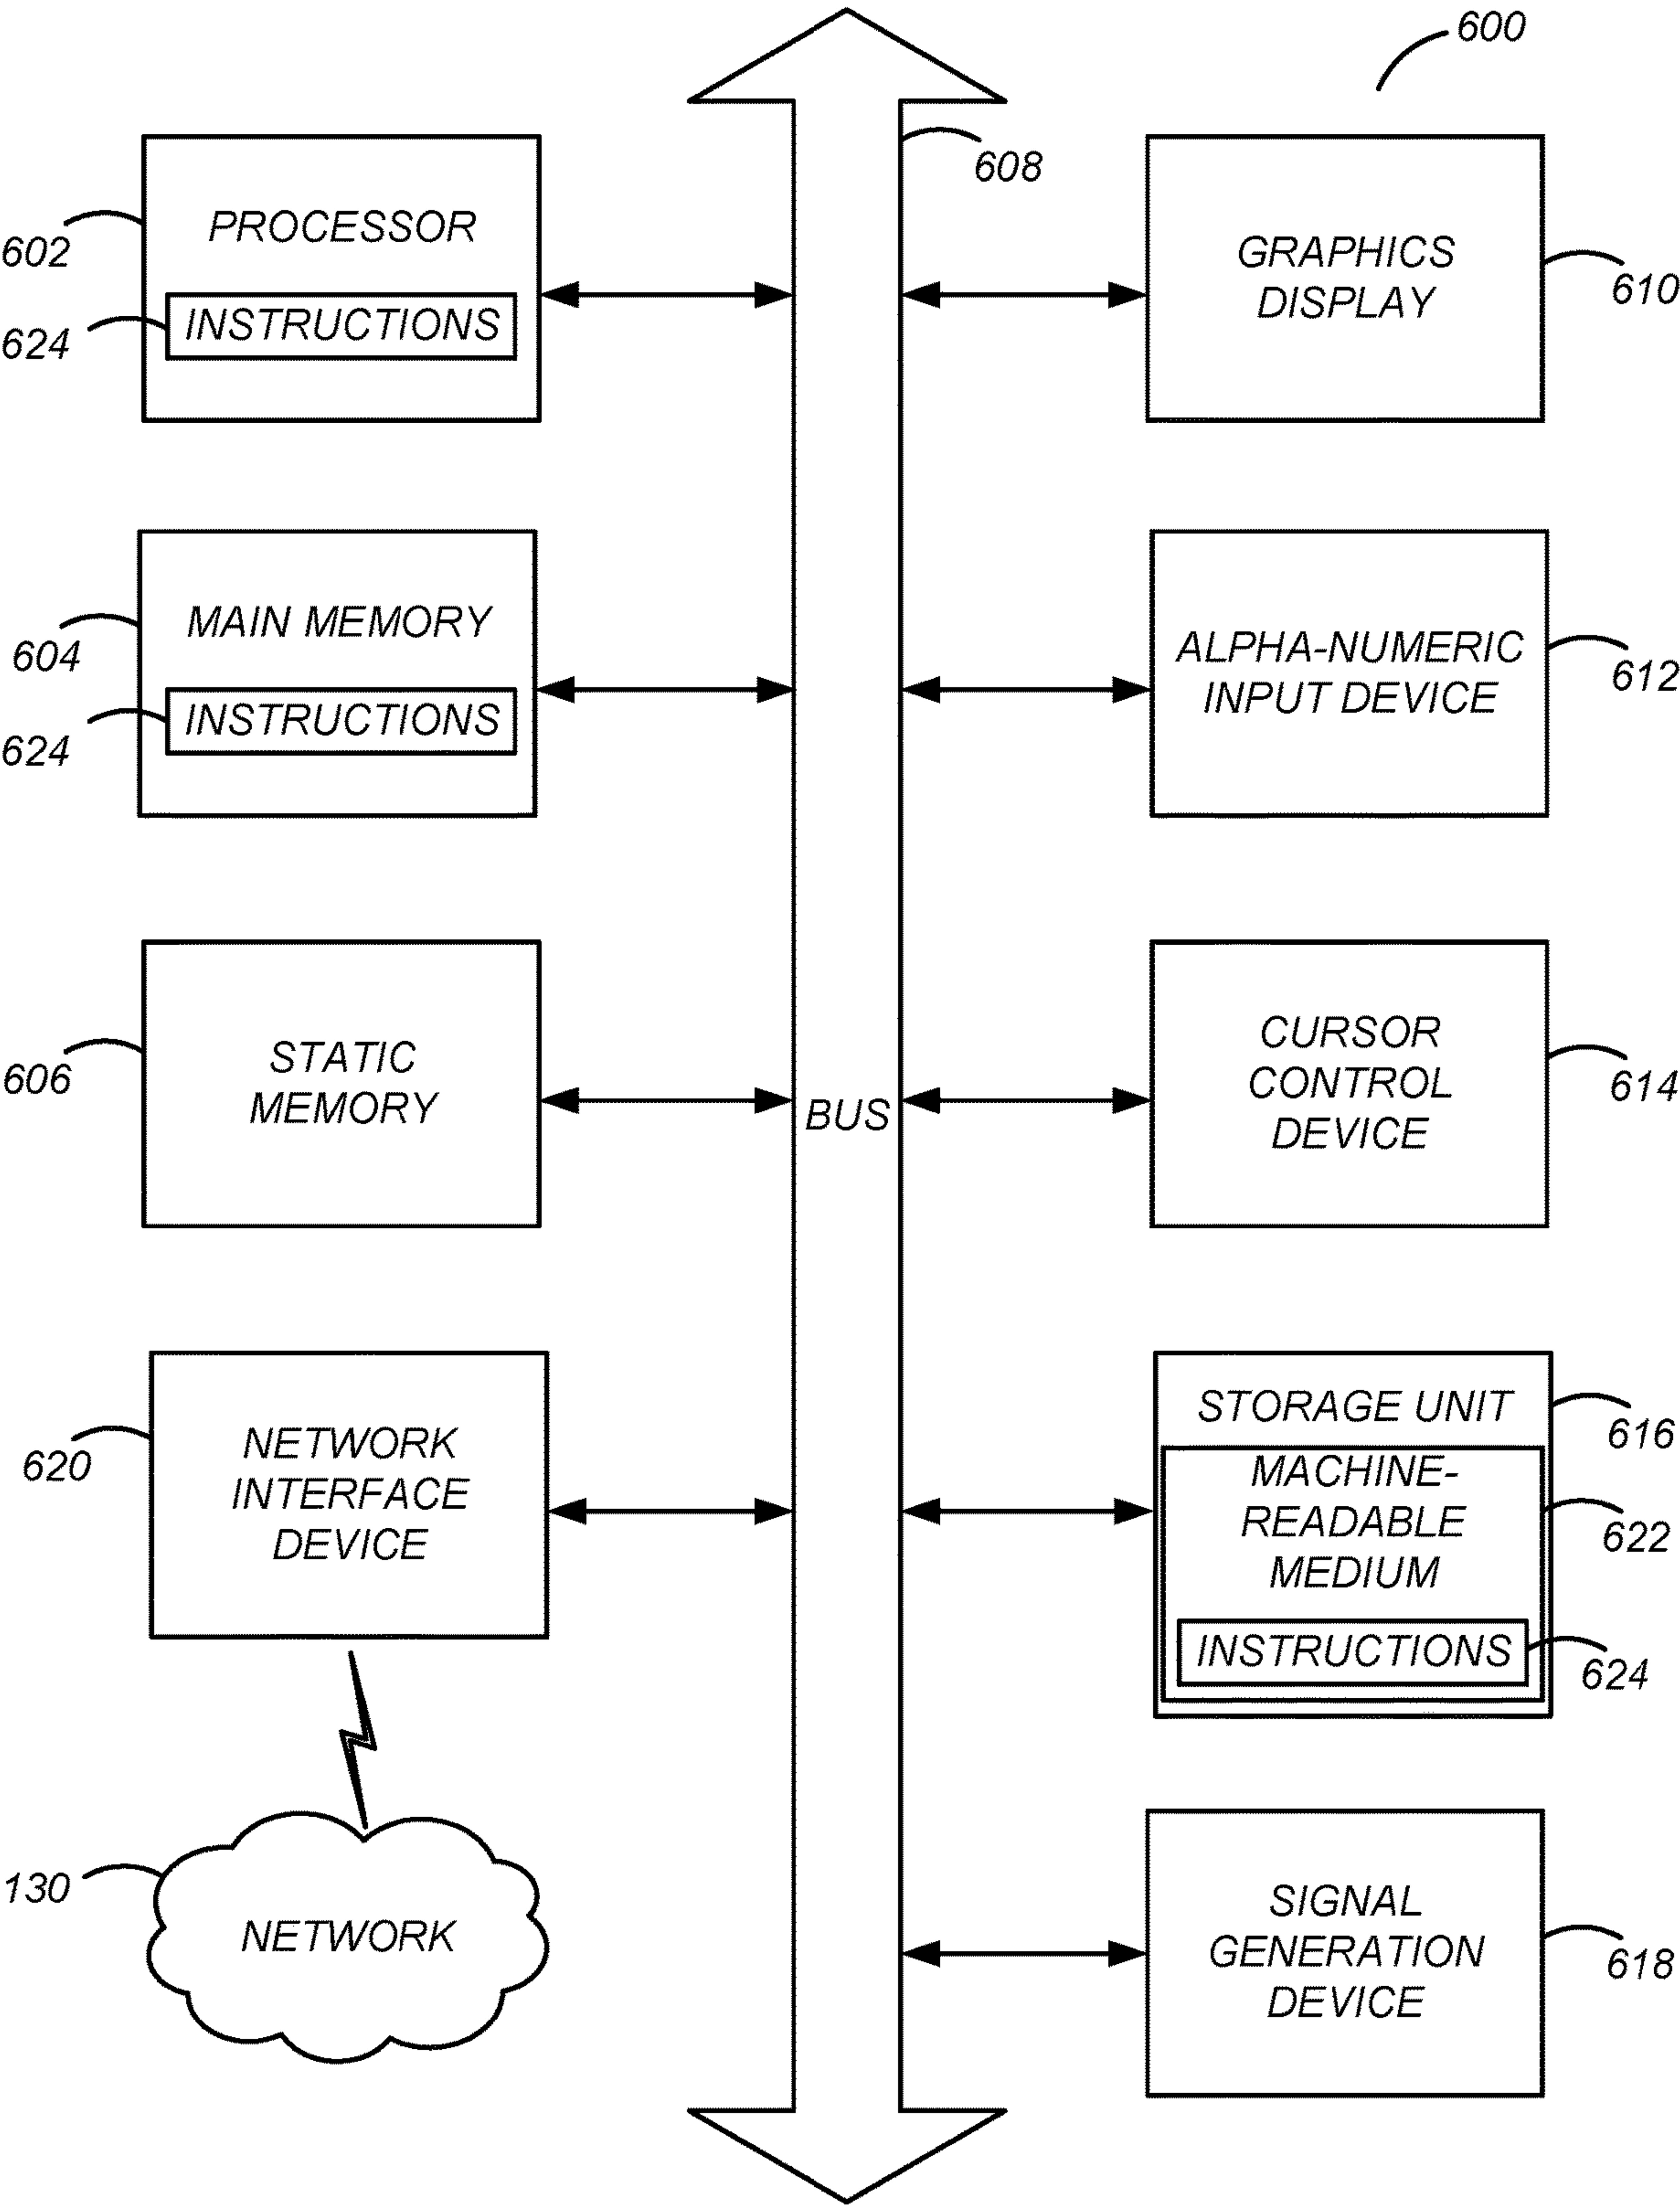 600
608
602
PROCESSOR
624
INSTRUCTIONS
GRAPHICS
DISPLAY
610
604
MAIN MEMORY
624
INSTRUCTIONS
ALPHA-NUMERIC
INPUT DEVICE
612
606
STATIC
MEMORY
BUS
CURSOR
CONTROL
DEVICE
614
620
NETWORK
INTERFACE
DEVICE
STORAGE UNIT
616
MACHINE-
READABLE
MEDIUM
622
INSTRUCTIONS
624
130
NETWORK
SIGNAL
GENERATION
DEVICE
618